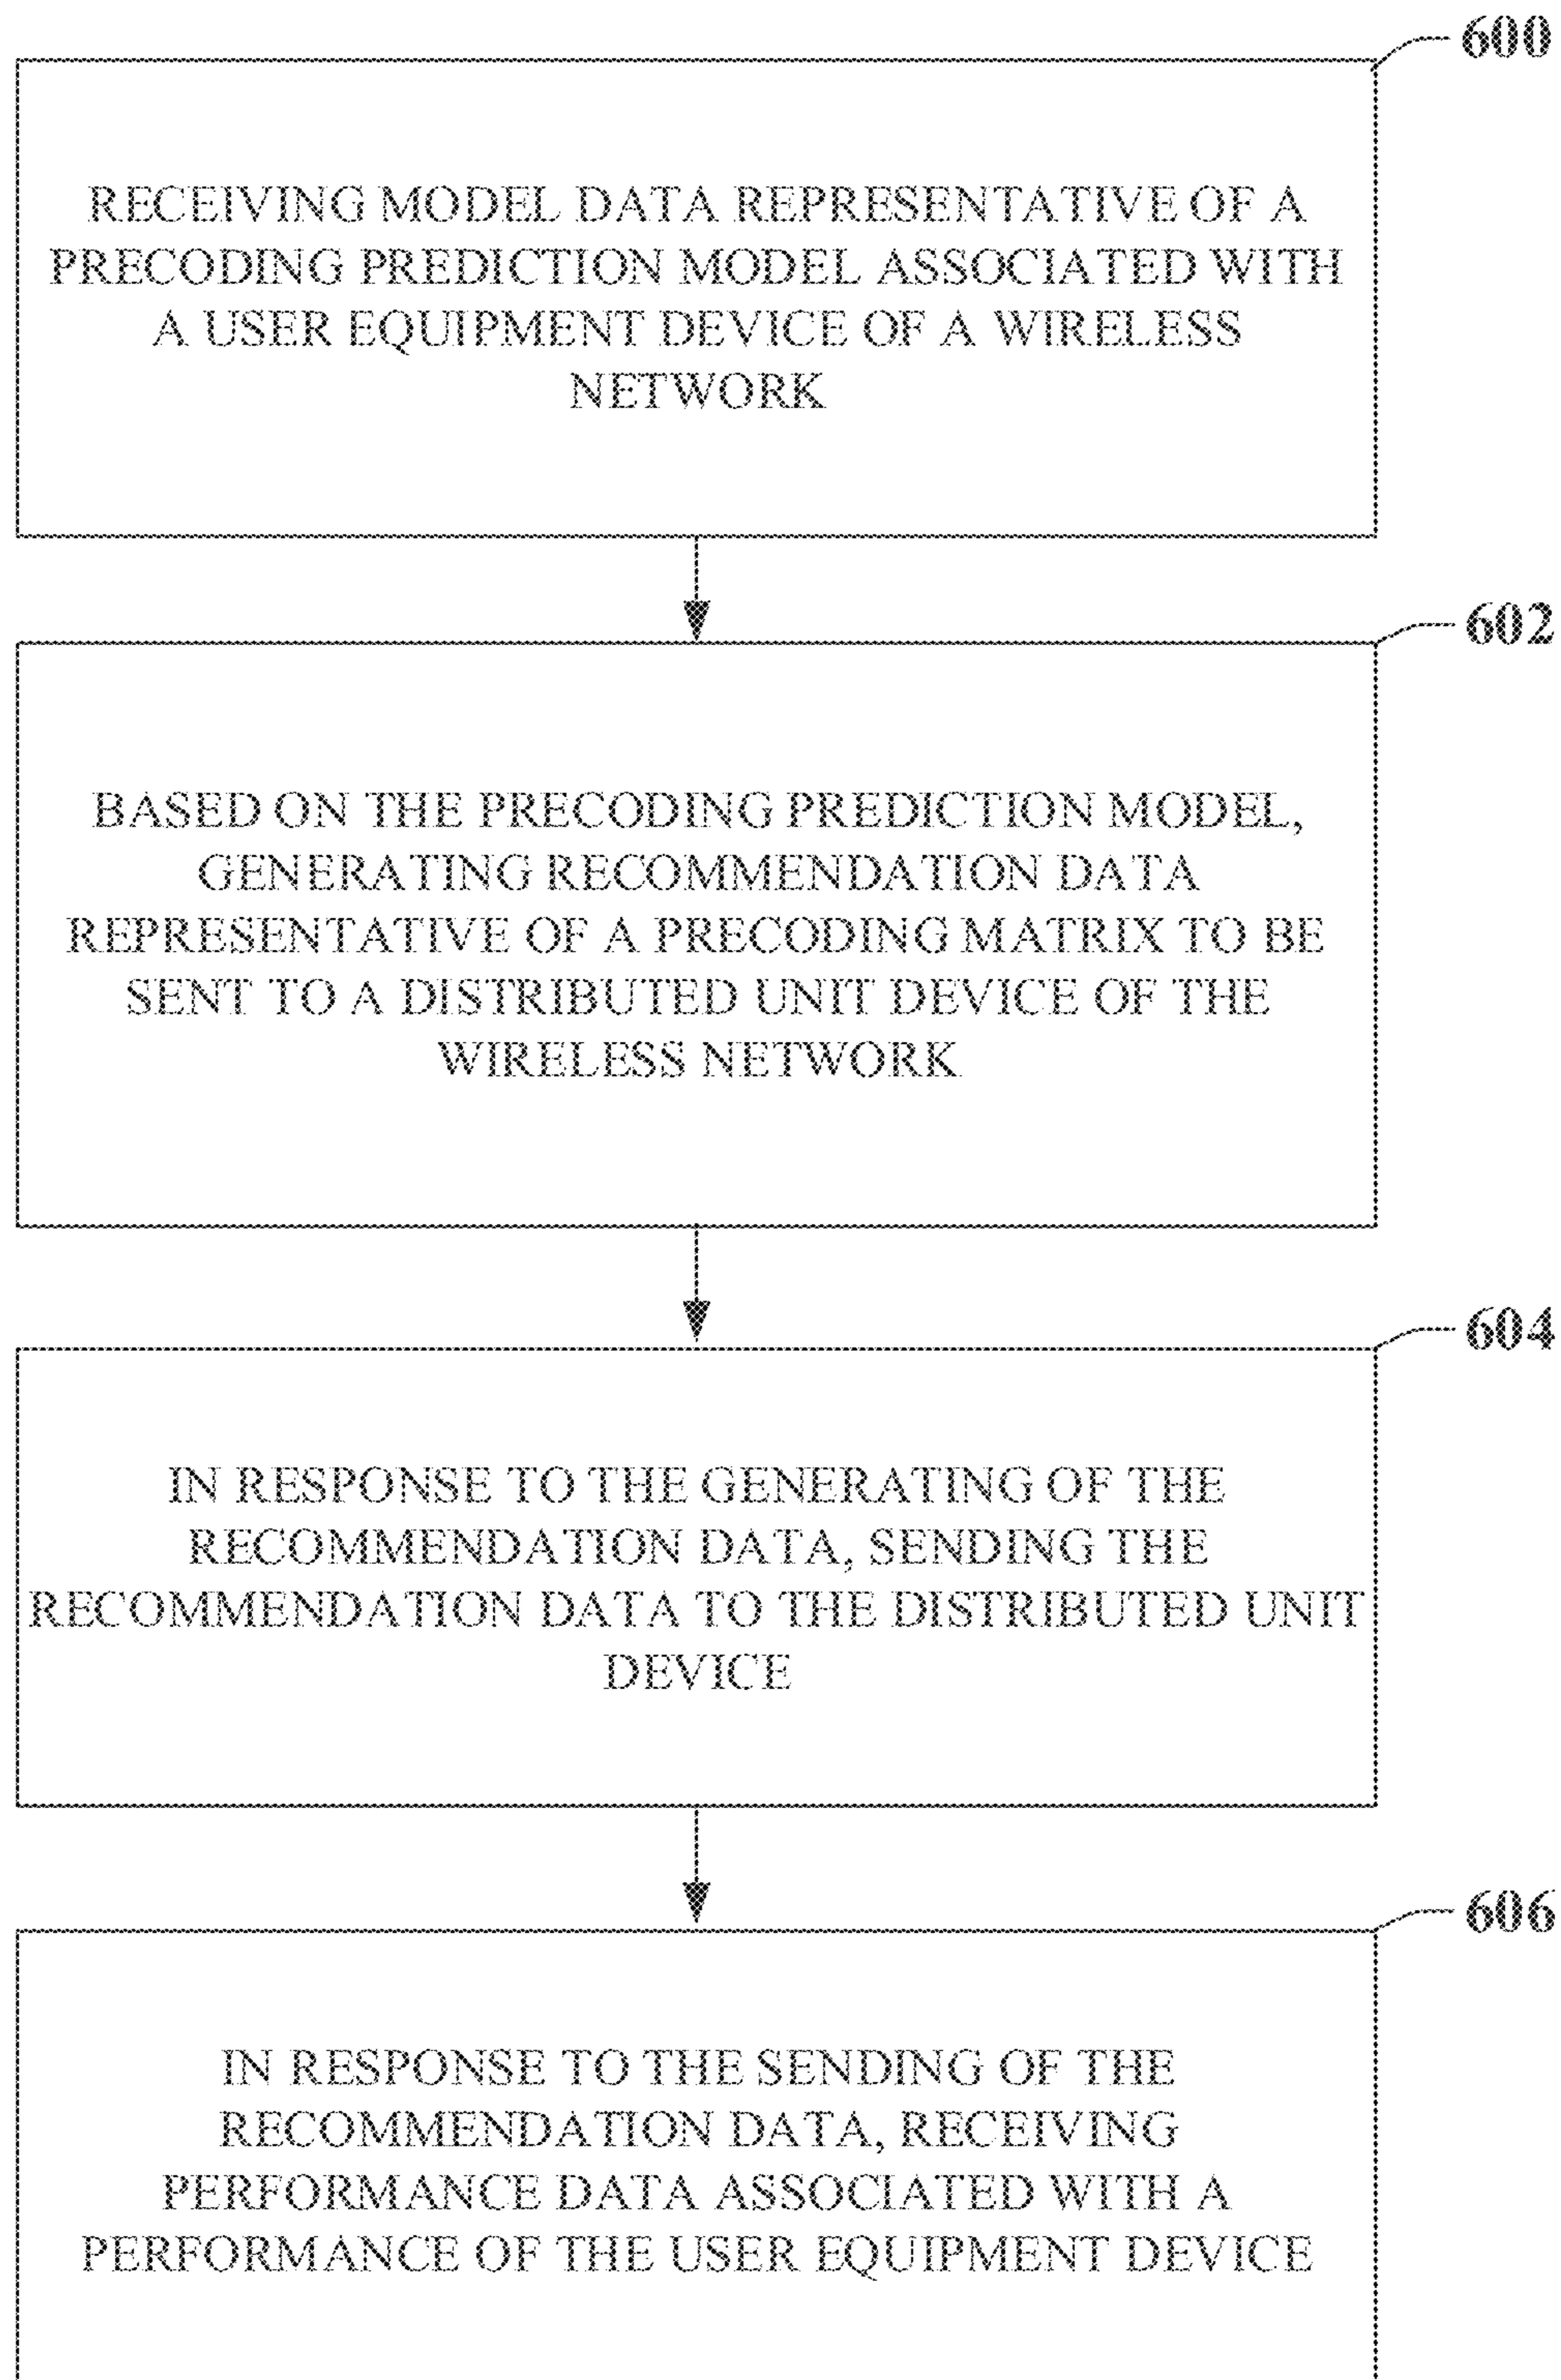 600
RECEIVING MODEL DATA REPRESENTATIVE OF A
PRECODING PREDICTION MODEL ASSOCIATED WITH
A USER EQUIPMENT DEVICE OF A WIRELESS
NETWORK
602
BASED ON THE PRECODING PREDICTION MODEL,
GENERATING RECOMMENDATION DATA
REPRESENTATIVE OF A PRECODING MATRIX TO BE
SENT TO A DISTRIBUTED UNIT DEVICE OF THE
WIRELESS NETWORK
604
IN RESPONSE TO THE GENERATING OF THE
RECOMMENDATION DATA, SENDING THE
RECOMMENDATION DATA TO THE DISTRIBUTED UNIT
DEVICE
606
IN RESPONSE TO THE SENDING OF THE
RECOMMENDATION DATA, RECEIVING
PERFORMANCE DATA ASSOCIATED WITH A
PERFORMANCE OF THE USER EQUIPMENT DEVICE